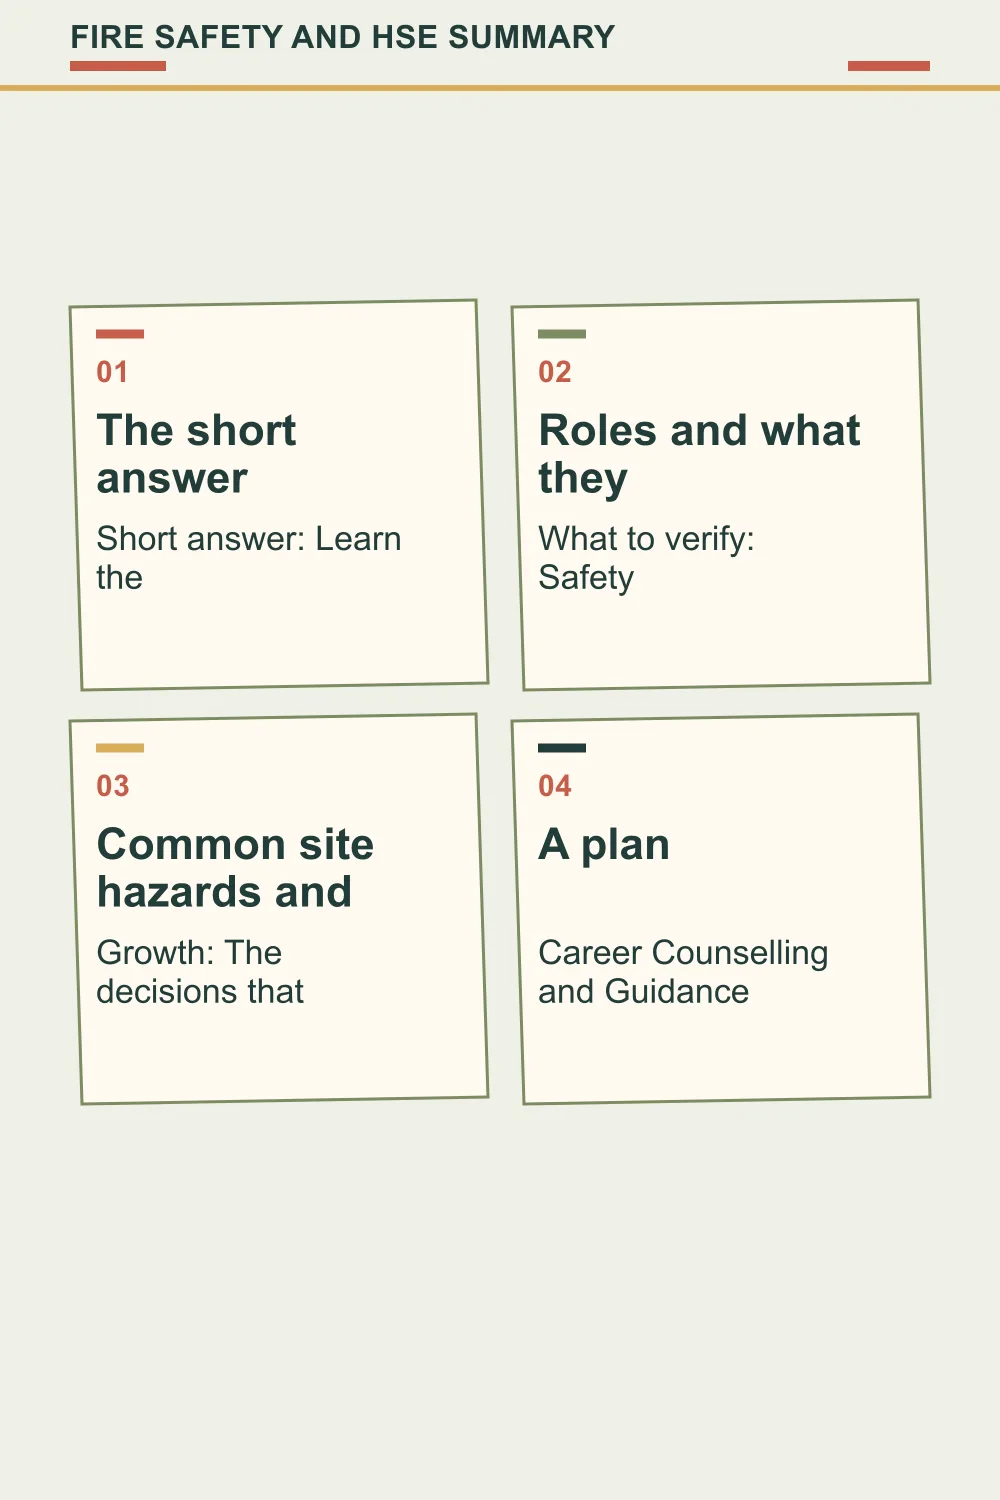 FIRE SAFETY AND HSE SUMMARY
01
The short
answer
Short answer: Learn
the
02
Roles and what
they
What to verify:
Safety
03
Common site
hazards and
Growth: The
decisions that
04
A plan
Career Counselling
and Guidance